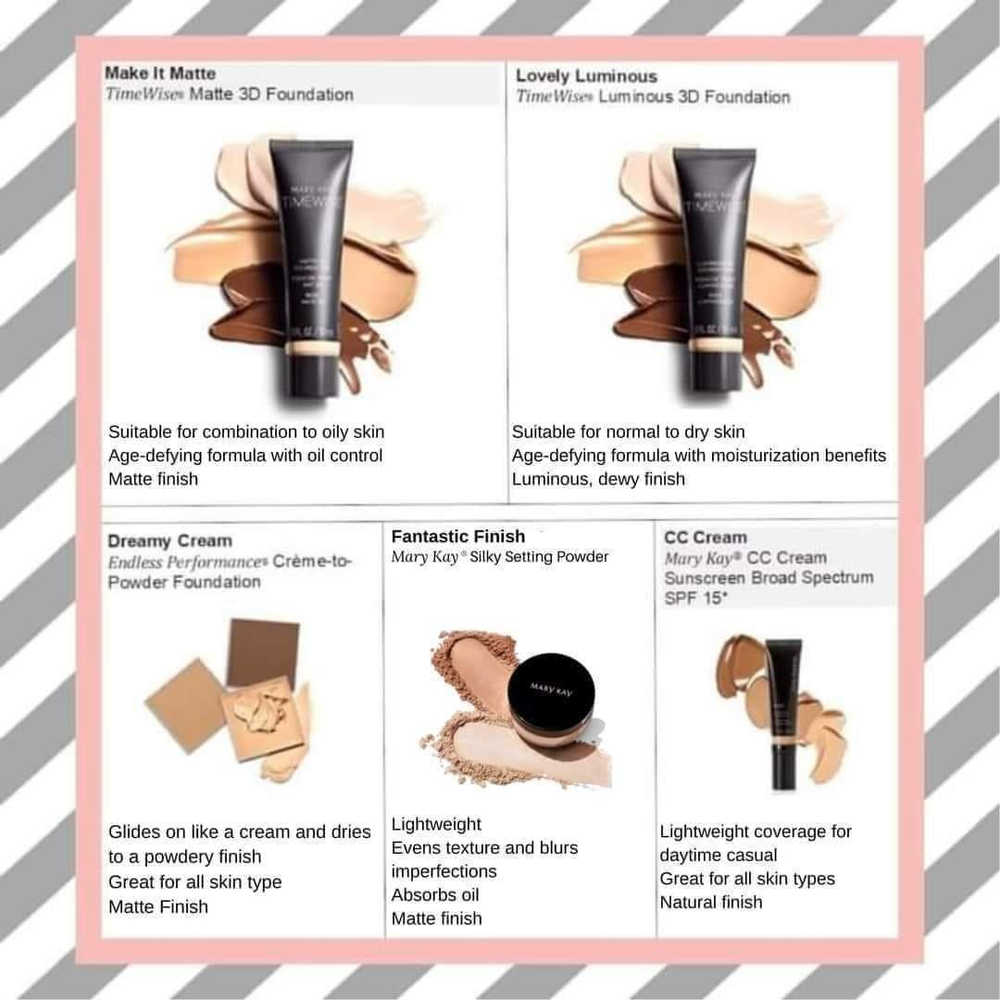 Make It Matte
TimeWise® Matte 3D Foundation
Lovely Luminous
TimeWise® Luminous 3D Foundation
MARY KAY
TIMEWISE
MARY KAY
TIMEWISE
Suitable for combination to oily skin
Age-defying formula with oil control
Matte finish
Suitable for normal to dry skin
Age-defying formula with moisturization benefits
Luminous, dewy finish
Dreamy Cream
Endless Performance® Crème-to-
Powder Foundation
Fantastic Finish
Mary Kay® Silky Setting Powder
CC Cream
Mary Kay® CC Cream
Sunscreen Broad Spectrum
SPF 15*
MARY KAY
Glides on like a cream and dries
to a powdery finish
Great for all skin type
Matte Finish
Lightweight
Evens texture and blurs
imperfections
Absorbs oil
Matte finish
Lightweight coverage for
daytime casual
Great for all skin types
Natural finish